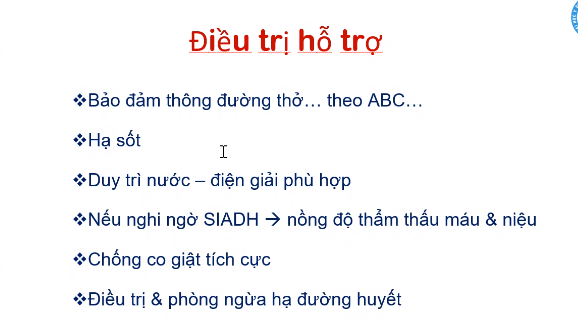 Điều trị hỗ trợ
❖Bảo đảm thông đường thở… theo ABC…
❖Hạ sốt
❖Duy trì nước – điện giải phù hợp
❖Nếu nghi ngờ SIADH → nồng độ thẩm thấu máu & niệu
❖Chống co giật tích cực
❖Điều trị & phòng ngừa hạ đường huyết